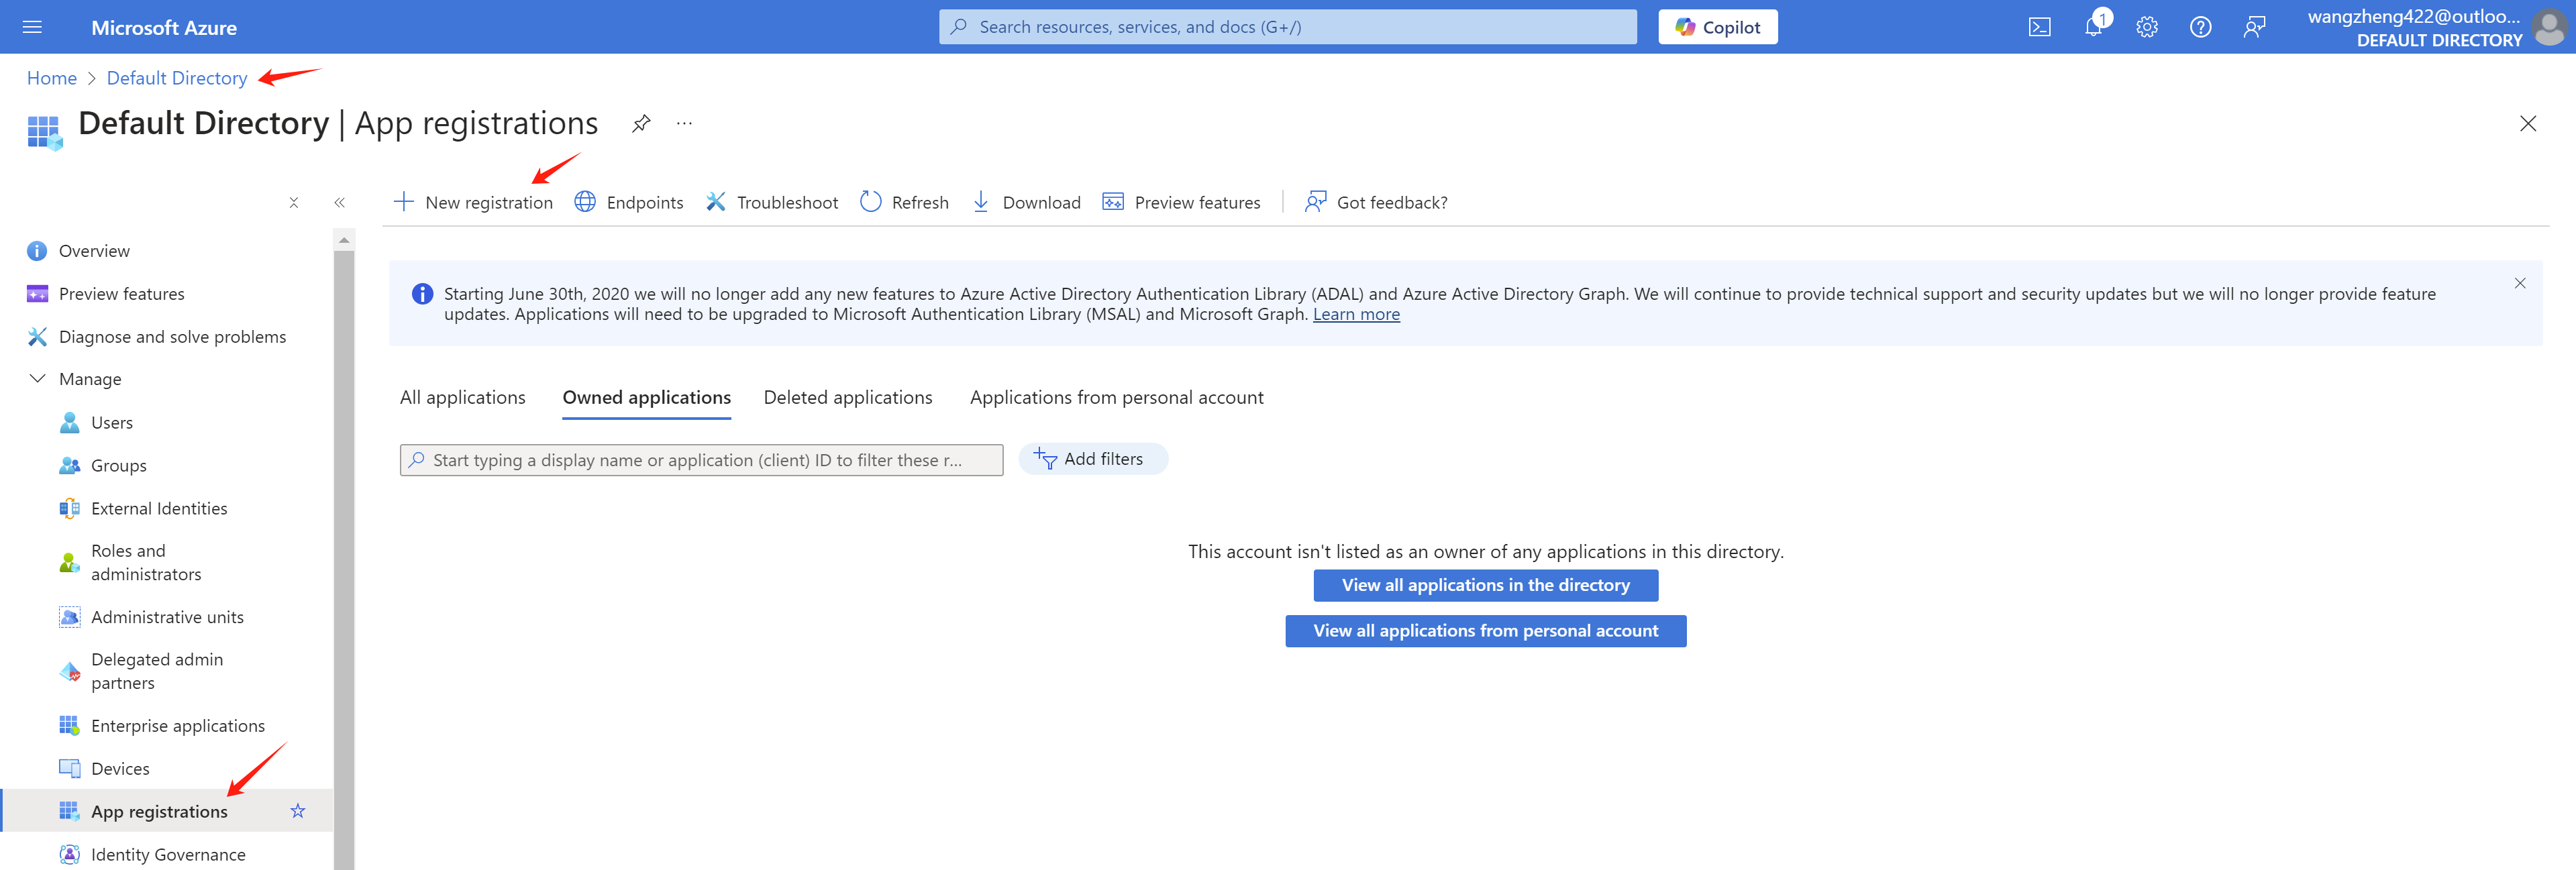 Microsoft Azure
Search resources, services, and docs (G+/)
Copilot
1
wangzheng422@outloo...
DEFAULT DIRECTORY
Home > Default Directory
Default Directory | App registrations
...
New registration
Endpoints
Troubleshoot
Refresh
Download
Preview features
Got feedback?
Overview
Preview features
Diagnose and solve problems
Manage
Users
Groups
External Identities
Roles and
administrators
Administrative units
Delegated admin
partners
Enterprise applications
Devices
App registrations
Identity Governance
Starting June 30th, 2020 we will no longer add any new features to Azure Active Directory Authentication Library (ADAL) and Azure Active Directory Graph. We will continue to provide technical support and security updates but we will no longer provide feature
updates. Applications will need to be upgraded to Microsoft Authentication Library (MSAL) and Microsoft Graph. Learn more
All applications
Owned applications
Deleted applications
Applications from personal account
Start typing a display name or application (client) ID to filter these r...
Add filters
This account isn't listed as an owner of any applications in this directory.
View all applications in the directory
View all applications from personal account